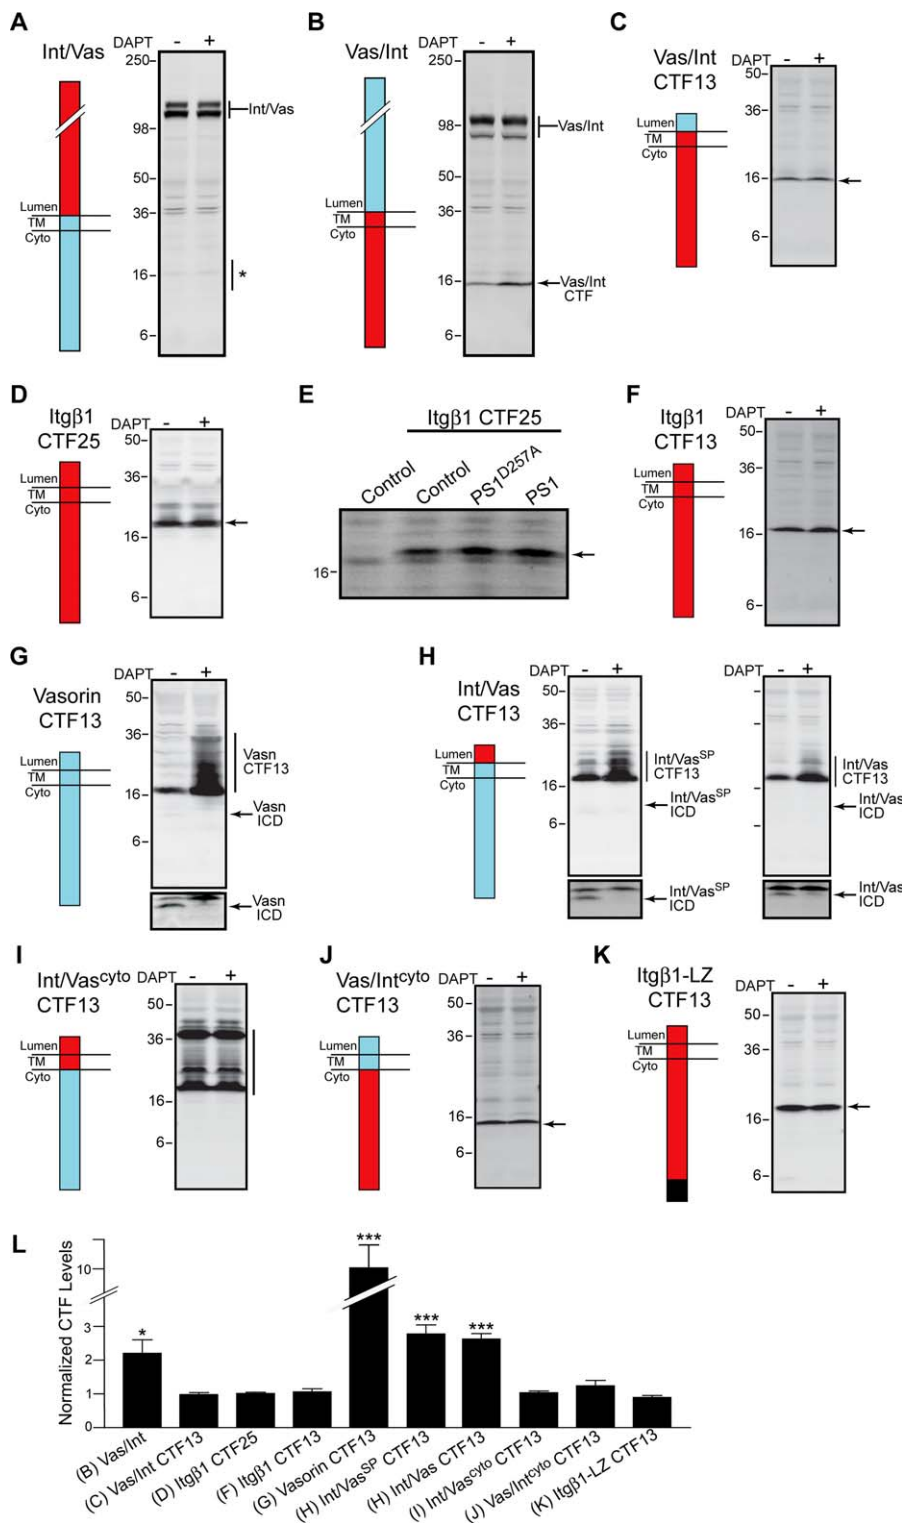 A
Int/Vas
DAPT - +
250-
98-
50-
36-
16-
6-
Int/Vas
*
Lumen
TM
Cyto
B
Vas/Int
DAPT - +
250-
98-
50-
36-
16-
6-
Vas/Int
Vas/Int
CTF
Lumen
TM
Cyto
C
Vas/Int
CTF13
DAPT - +
50-
36-
16-
6-
Lumen
TM
Cyto
D
Itgβ1
CTF25
DAPT - +
50-
36-
16-
6-
Lumen
TM
Cyto
E
Itgβ1 CTF25
Control
Control
PS1D257A
PS1
16-
F
Itgβ1
CTF13
DAPT - +
50-
36-
16-
6-
Lumen
TM
Cyto
G
Vasorin
CTF13
DAPT - +
50-
36-
16-
6-
Vasn
CTF13
Vasn
ICD
Vasn
ICD
Lumen
TM
Cyto
H
Int/Vas
CTF13
DAPT - +
50-
36-
16-
6-
Int/VasSP
CTF13
Int/VasSP
ICD
Int/VasSP
ICD
Lumen
TM
Cyto
DAPT - +
Int/Vas
CTF13
Int/Vas
ICD
Int/Vas
ICD
I
Int/Vascyto
CTF13
DAPT - +
50-
36-
16-
6-
Lumen
TM
Cyto
J
Vas/Intcyto
CTF13
DAPT - +
50-
36-
16-
6-
Lumen
TM
Cyto
K
Itgβ1-LZ
CTF13
DAPT - +
50-
36-
16-
6-
Lumen
TM
Cyto
L
Normalized CTF Levels
10
3
2
1
0
*
***
***
***
(B) Vas/Int
(C) Vas/Int CTF13
(D) Itgβ1 CTF25
(F) Itgβ1 CTF13
(G) Vasorin CTF13
(H) Int/VasSP CTF13
(H) Int/Vas CTF13
(I) Int/Vascyto CTF13
(J) Vas/Intcyto CTF13
(K) Itgβ1-LZ CTF13